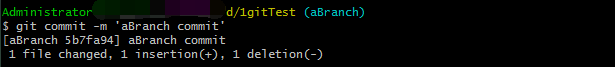 Administrator d/1gitTest (aBranch)
$ git commit -m 'aBranch commit'
[aBranch 5b7fa94] aBranch commit
 1 file changed, 1 insertion(+), 1 deletion(-)